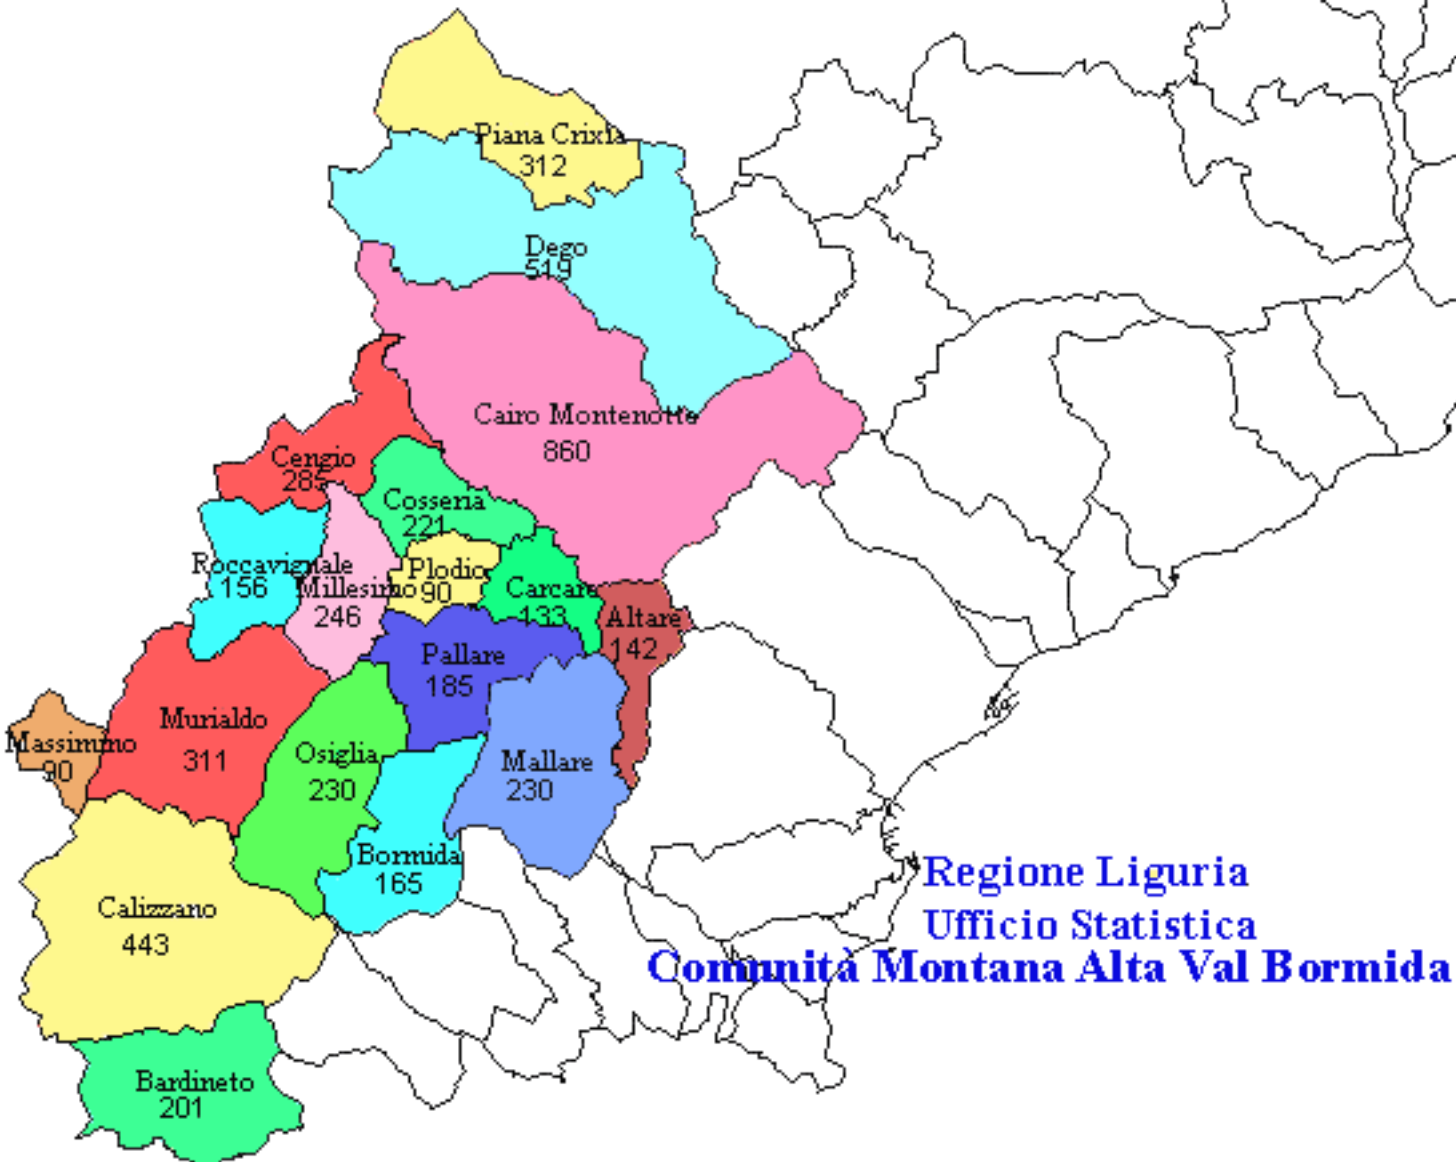 Piana Crixia
312
Dego
519
Cairo Montenotte
860
Cengio
285
Cosseria
221
Roccavignale
156
Millesimo
246
Plodio
90
Carcare
133
Altare
142
Pallare
185
Murialdo
311
Massimino
90
Osiglia
230
Mallare
230
Bormida
165
Calizzano
443
Bardineto
201
Regione Liguria
Ufficio Statistica
Comunità Montana Alta Val Bormida